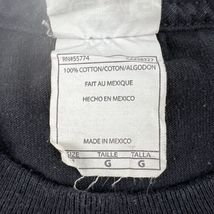 RN#55774
100% COTTON/COTON/ALGODON
FAIT AU MEXIQUE
HECHO EN MEXICO
MADE IN MEXICO
SIZE TAILLE TALLA
G G